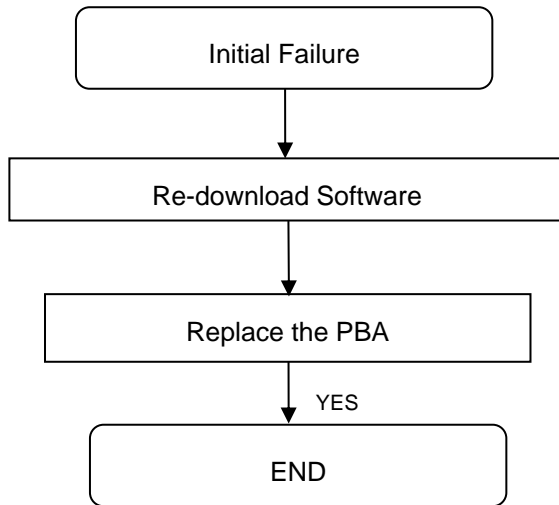 Initial Failure
Re-download Software
Replace the PBA
YES
END